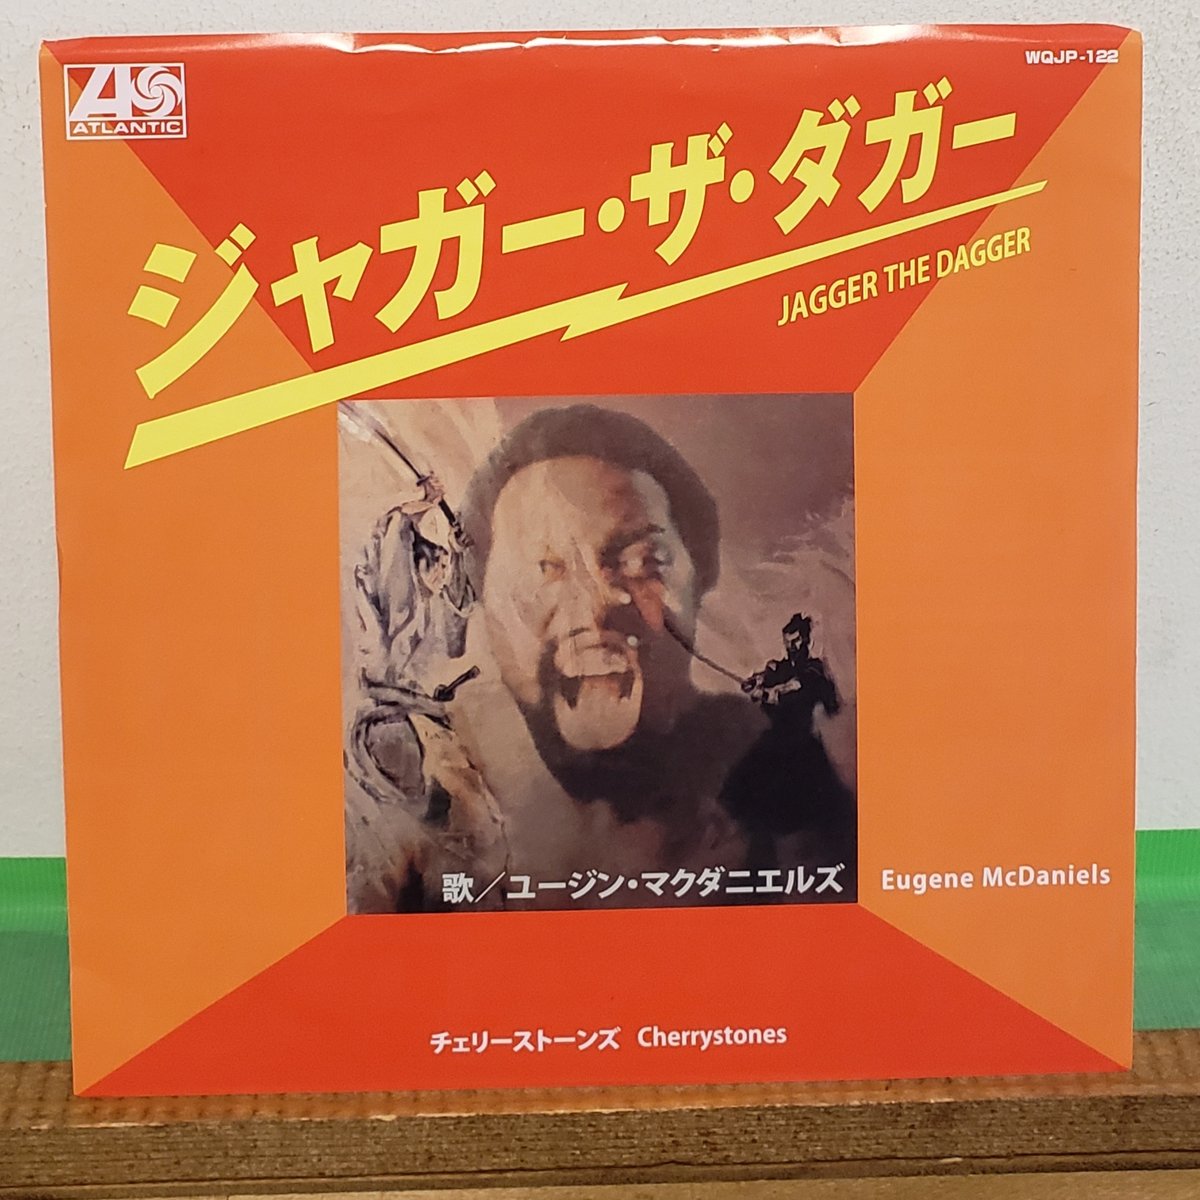 ATLANTIC
WQJP-122
ジャガー・ザ・ダガー
JAGGER THE DAGGER
歌／ユージン・マクダニエルズ
Eugene McDaniels
チェリーストーンズ Cherrystones